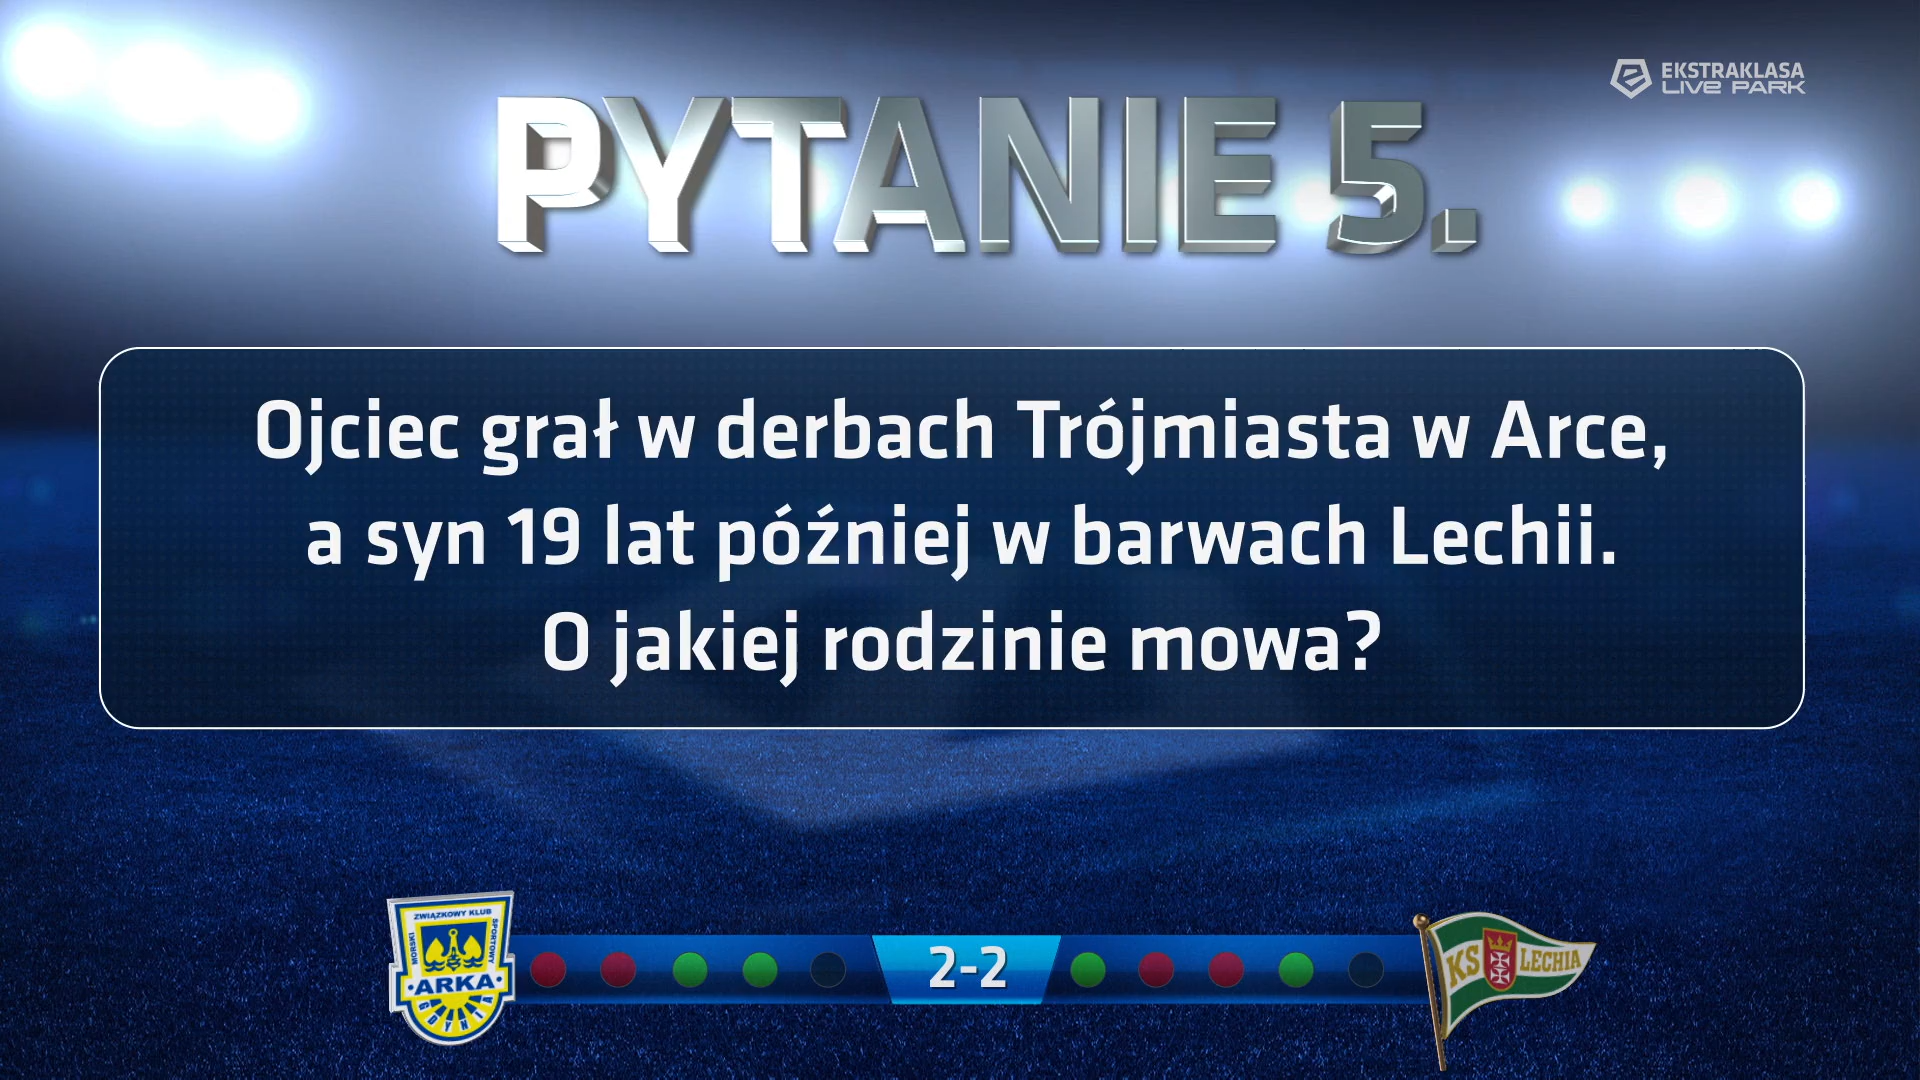 EKSTRAKLASA
LIVE PARK
PYTANIE 5.
Ojciec grał w derbach Trójmiasta w Arce,
a syn 19 lat później w barwach Lechii.
O jakiej rodzinie mowa?
ZWIĄZKOWY KLUB
MORSKI
SPORTOWY
ARKA
GDYNIA
2-2
KS LECHIA